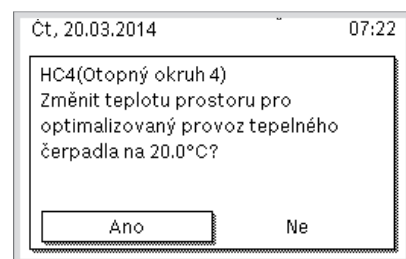 Čt, 20.03.2014 07:22
HC4(Otopný okruh 4)
Změnit teplotu prostoru pro
optimalizovaný provoz tepelného
čerpadla na 20.0°C?
Ano Ne